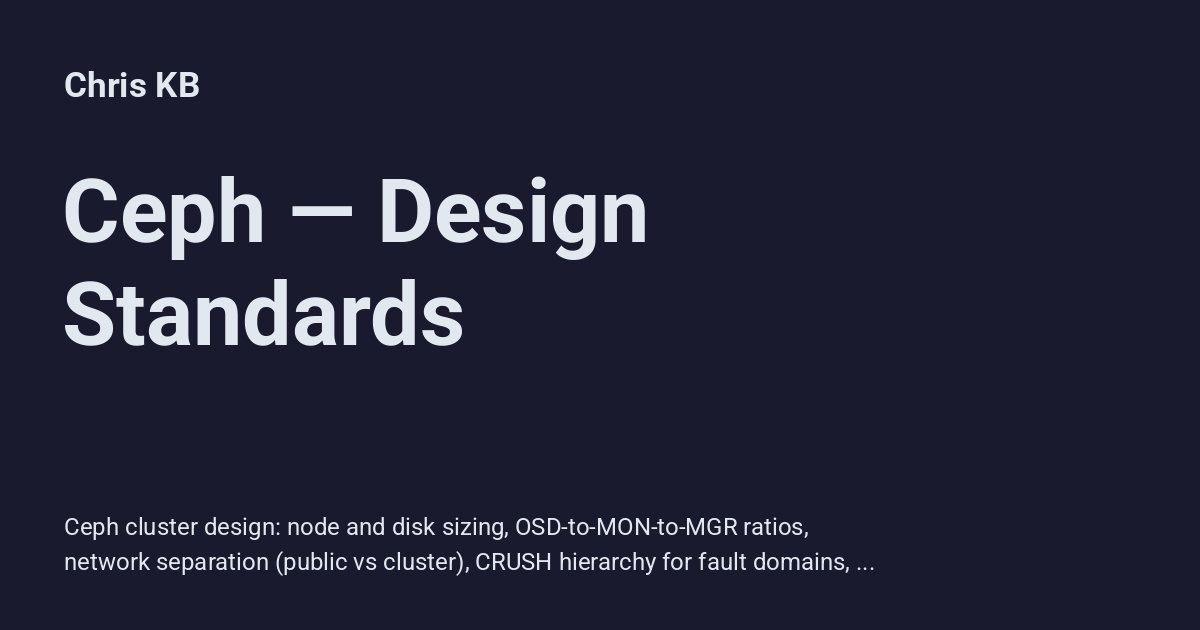 Chris KB
Ceph — Design
Standards
Ceph cluster design: node and disk sizing, OSD-to-MON-to-MGR ratios,
network separation (public vs cluster), CRUSH hierarchy for fault domains, ...